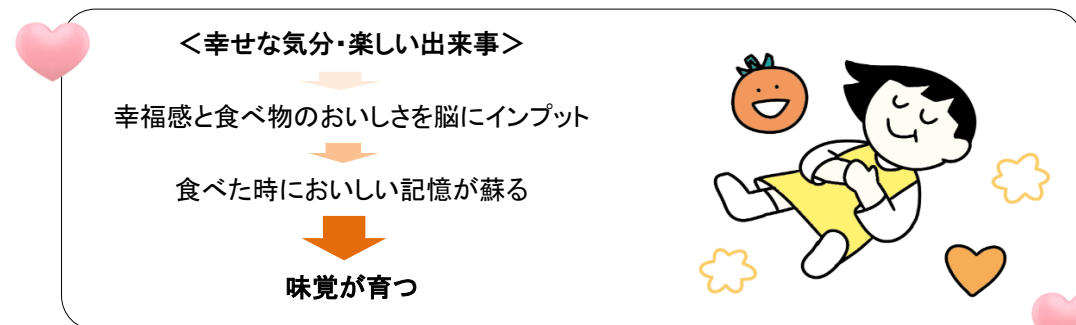 ＜幸せな気分・楽しい出来事＞
幸福感と食べ物のおいしさを脳にインプット
食べた時においしい記憶が蘇る
味覚が育つ